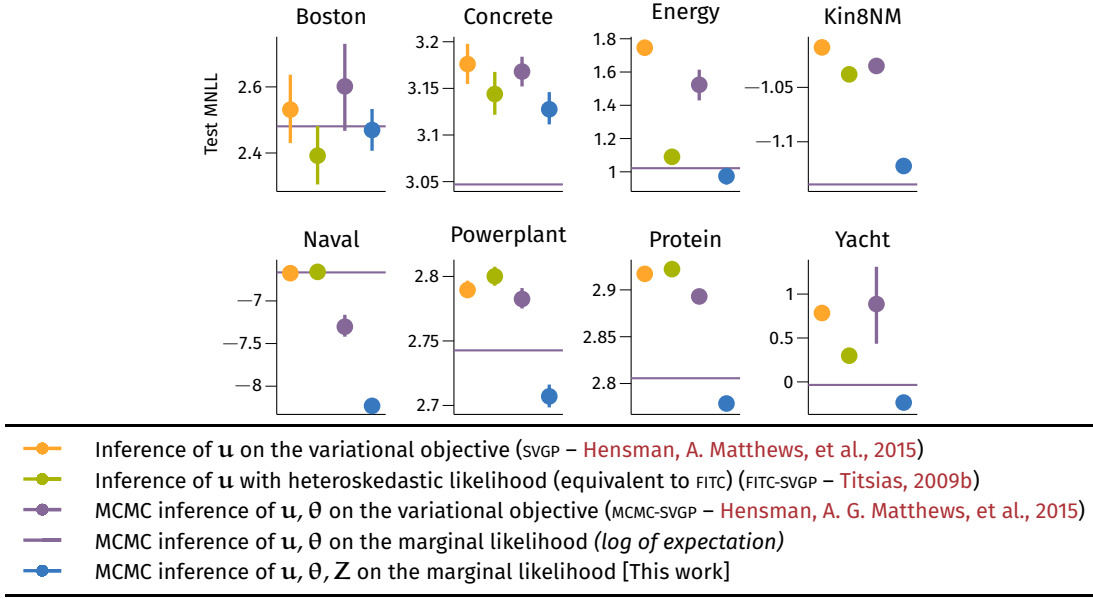 Boston
Concrete
Energy
Kin8NM
Test MNLL
2.6
2.4
3.2
3.15
3.1
3.05
1.8
1.6
1.4
1.2
1
−1.05
−1.1
Naval
Powerplant
Protein
Yacht
−7
−7.5
−8
2.8
2.75
2.7
2.9
2.85
2.8
1
0.5
0
Inference of u on the variational objective (SVGP – Hensman, A. Matthews, et al., 2015)
Inference of u with heteroskedastic likelihood (equivalent to FITC) (FITC-SVGP – Titsias, 2009b)
MCMC inference of u, θ on the variational objective (MCMC-SVGP – Hensman, A. G. Matthews, et al., 2015)
MCMC inference of u, θ on the marginal likelihood (log of expectation)
MCMC inference of u, θ, Z on the marginal likelihood [This work]